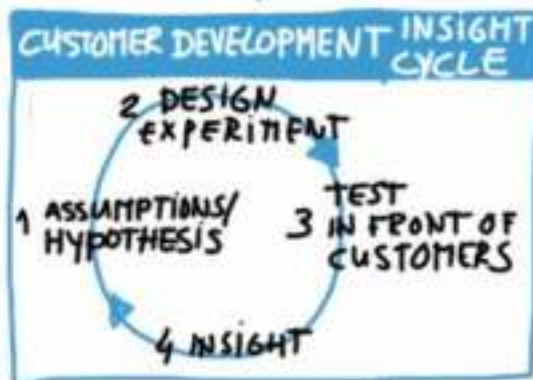 CUSTOMER DEVELOPMENT INSIGHT
CYCLE
2 DESIGN
EXPERIMENT
1 ASSUMPTIONS/
HYPOTHESIS
3 TEST
IN FRONT OF
CUSTOMERS
4 INSIGHT